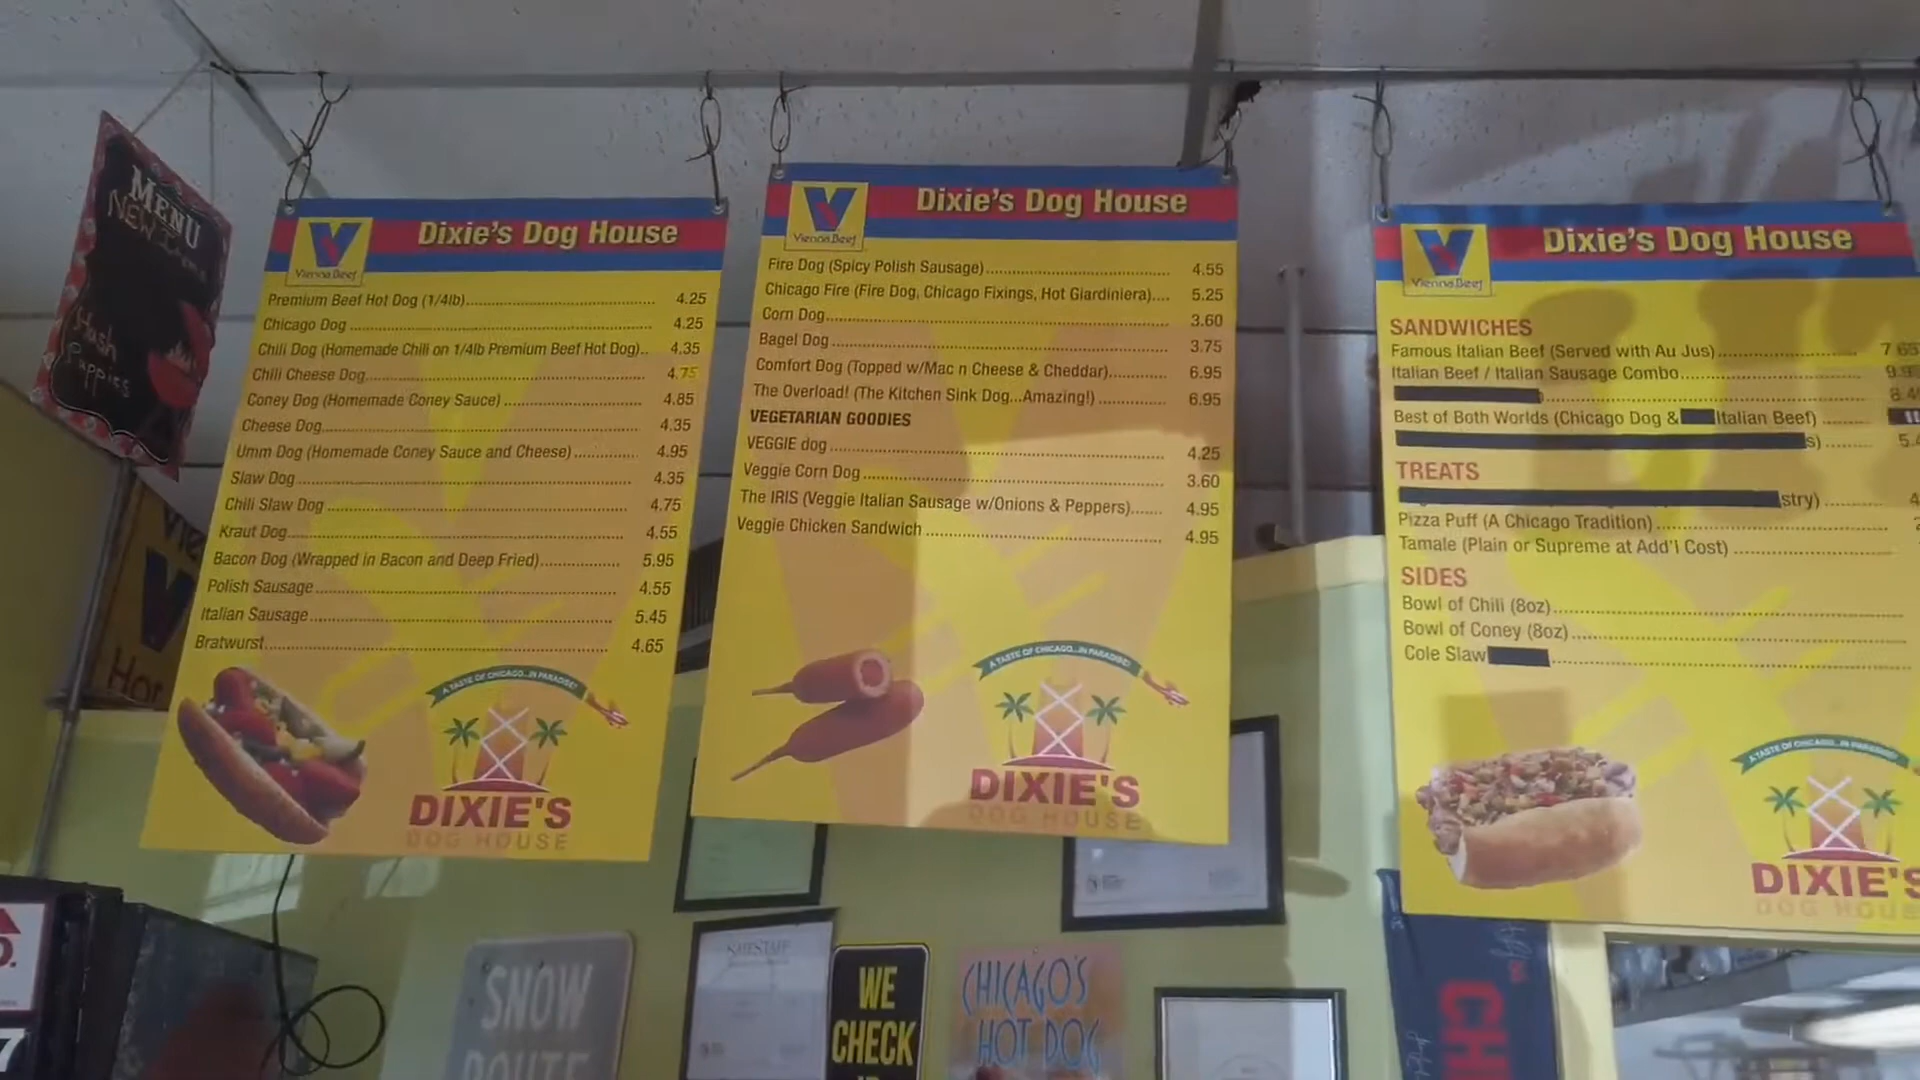 MENU
NEW Items
Hush
Puppies
Vienna Beef
Dixie's Dog House
Premium Beef Hot Dog (1/4lb) 4.25
Chicago Dog 4.25
Chili Dog (Homemade Chili on 1/4lb Premium Beef Hot Dog) 4.35
Chili Cheese Dog 4.75
Coney Dog (Homemade Coney Sauce) 4.85
Cheese Dog 4.35
Umm Dog (Homemade Coney Sauce and Cheese) 4.95
Slaw Dog 4.35
Chili Slaw Dog 4.75
Kraut Dog 4.55
Bacon Dog (Wrapped in Bacon and Deep Fried) 5.95
Polish Sausage 4.55
Italian Sausage 5.45
Bratwurst 4.65
A TASTE OF CHICAGO...IN PARADISE!
DIXIE'S
DOG HOUSE
Vienna Beef
Dixie's Dog House
Fire Dog (Spicy Polish Sausage) 4.55
Chicago Fire (Fire Dog, Chicago Fixings, Hot Giardiniera) 5.25
Corn Dog 3.60
Bagel Dog 3.75
Comfort Dog (Topped w/Mac n Cheese & Cheddar) 6.95
The Overload! (The Kitchen Sink Dog...Amazing!) 6.95
VEGETARIAN GOODIES
VEGGIE dog 4.25
Veggie Corn Dog 3.60
The IRIS (Veggie Italian Sausage w/Onions & Peppers) 4.95
Veggie Chicken Sandwich 4.95
A TASTE OF CHICAGO...IN PARADISE!
DIXIE'S
DOG HOUSE
Vienna Beef
Dixie's Dog House
SANDWICHES
Famous Italian Beef (Served with Au Jus) 7.65
Italian Beef / Italian Sausage Combo
Best of Both Worlds (Chicago Dog & Italian Beef)
TREATS
stry)
Pizza Puff (A Chicago Tradition)
Tamale (Plain or Supreme at Add'l Cost)
SIDES
Bowl of Chili (8oz)
Bowl of Coney (8oz)
Cole Slaw
A TASTE OF CHICAGO...IN PARADISE!
DIXIE'S
DOG HOUSE
SNOW
ROUTE
WE
CHECK
CHICAGO'S
HOT DOG
CHI